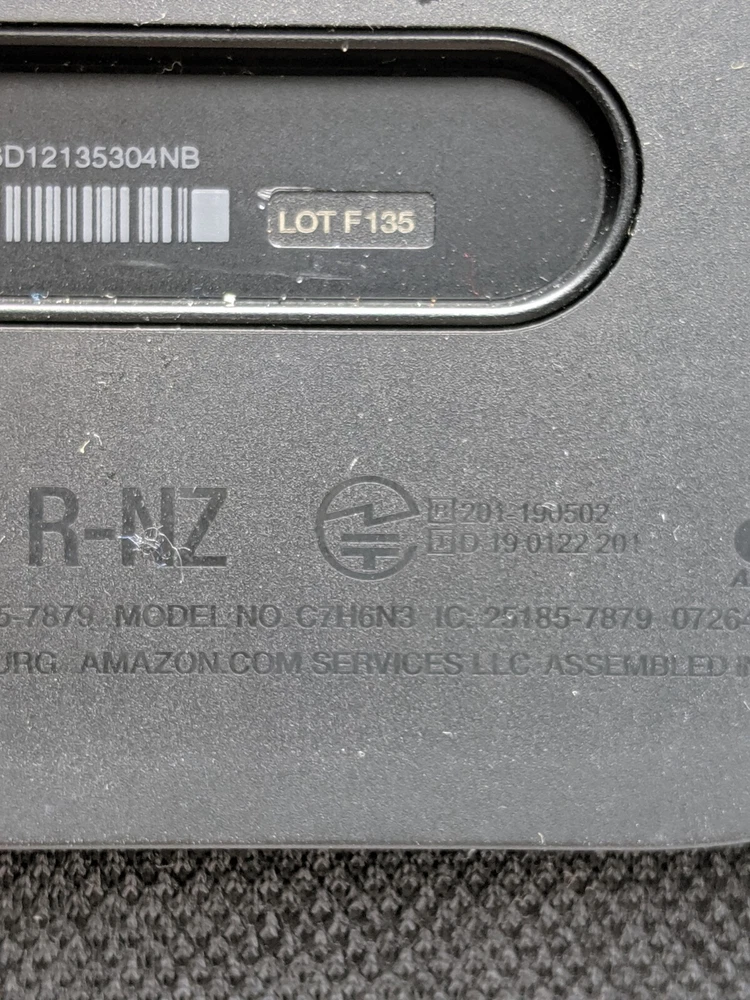 D12135304NB
LOT F135
R-NZ
R 201-190502
T D 19 0122 201
5-7879 MODEL NO. C7H6N3 IC: 25185-7879 0726-
URG AMAZON.COM SERVICES LLC ASSEMBLED